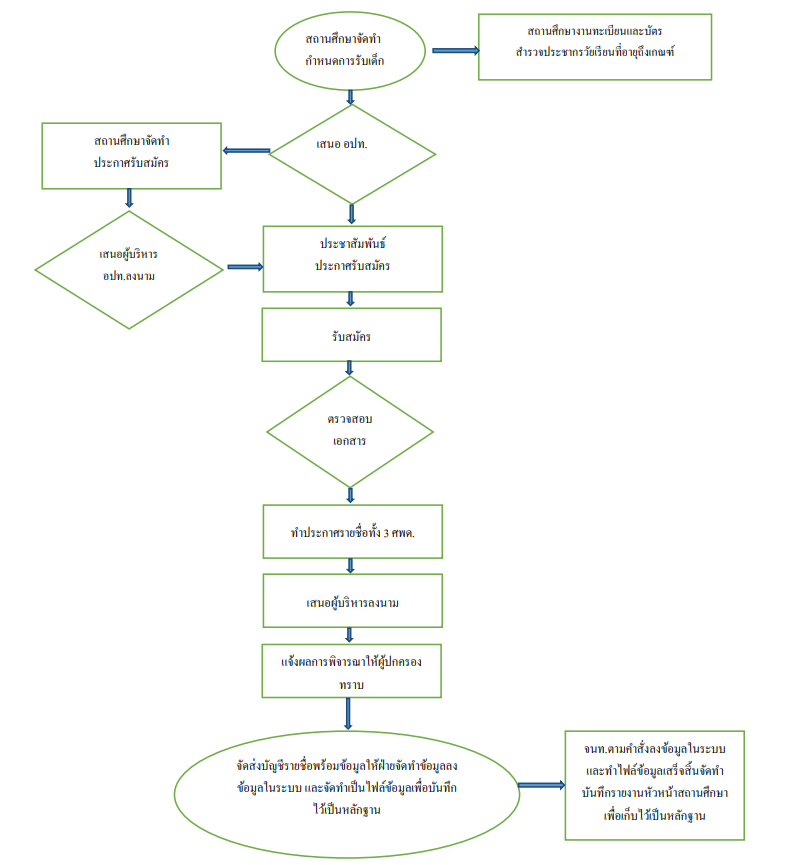 สถานศึกษาจัดทำ
กำหนดการรับเด็ก
สถานศึกษางานทะเบียนและบัตร
สำรวจประชากรวัยเรียนที่อายุถึงเกณฑ์
เสนอ อปท.
สถานศึกษาจัดทำ
ประกาศรับสมัคร
เสนอผู้บริหาร
อปท.ลงนาม
ประชาสัมพันธ์
ประกาศรับสมัคร
รับสมัคร
ตรวจสอบ
เอกสาร
ทำประกาศรายชื่อทั้ง 3 ศพด.
เสนอผู้บริหารลงนาม
แจ้งผลการพิจารณาให้ผู้ปกครอง
ทราบ
จัดส่งบัญชีรายชื่อพร้อมข้อมูลให้ฝ่ายจัดทำข้อมูลลง
ข้อมูลในระบบ และจัดทำเป็นไฟล์ข้อมูลเพื่อบันทึก
ไว้เป็นหลักฐาน
จนท.ตามคำสั่งลงข้อมูลในระบบ
และทำไฟล์ข้อมูลเสร็จสิ้นจัดทำ
บันทึกรายงานหัวหน้าสถานศึกษา
เพื่อเก็บไว้เป็นหลักฐาน